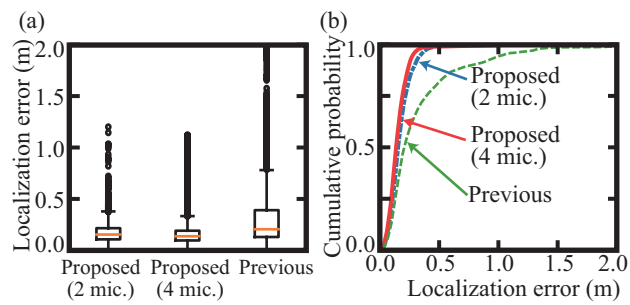 (a)
Localization error (m)
2.0
1.5
1.0
0.5
0.0
Proposed
(2 mic.)
Proposed
(4 mic.)
Previous
(b)
Cumulative probability
1.0
0.5
0.0
Proposed
(2 mic.)
Proposed
(4 mic.)
Previous
0.0 0.5 1.0 1.5 2.0
Localization error (m)